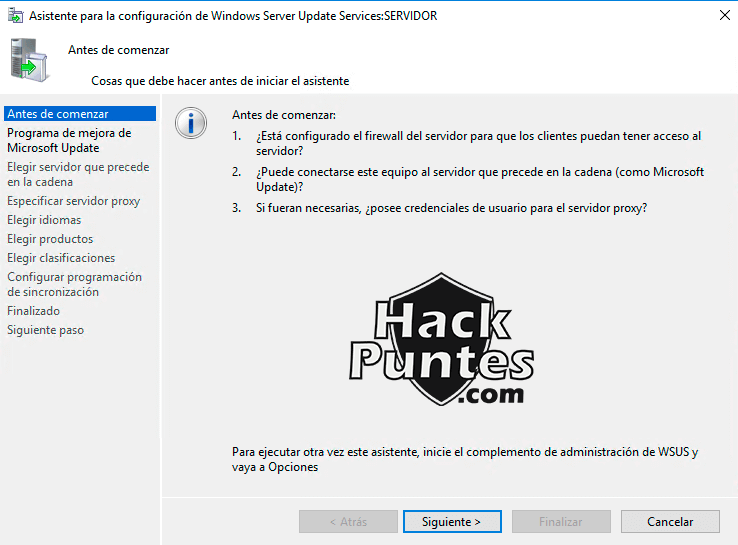 Asistente para la configuración de Windows Server Update Services:SERVIDOR
Antes de comenzar
Cosas que debe hacer antes de iniciar el asistente
Antes de comenzar
Programa de mejora de
Microsoft Update
Elegir servidor que precede
en la cadena
Especificar servidor proxy
Elegir idiomas
Elegir productos
Elegir clasificaciones
Configurar programación
de sincronización
Finalizado
Siguiente paso
Antes de comenzar:
1. ¿Está configurado el firewall del servidor para que los clientes puedan tener acceso al
servidor?
2. ¿Puede conectarse este equipo al servidor que precede en la cadena (como Microsoft
Update)?
3. Si fueran necesarias, ¿posee credenciales de usuario para el servidor proxy?
Hack
Puntes
.com
Para ejecutar otra vez este asistente, inicie el complemento de administración de WSUS y
vaya a Opciones
< Atrás
Siguiente >
Finalizar
Cancelar